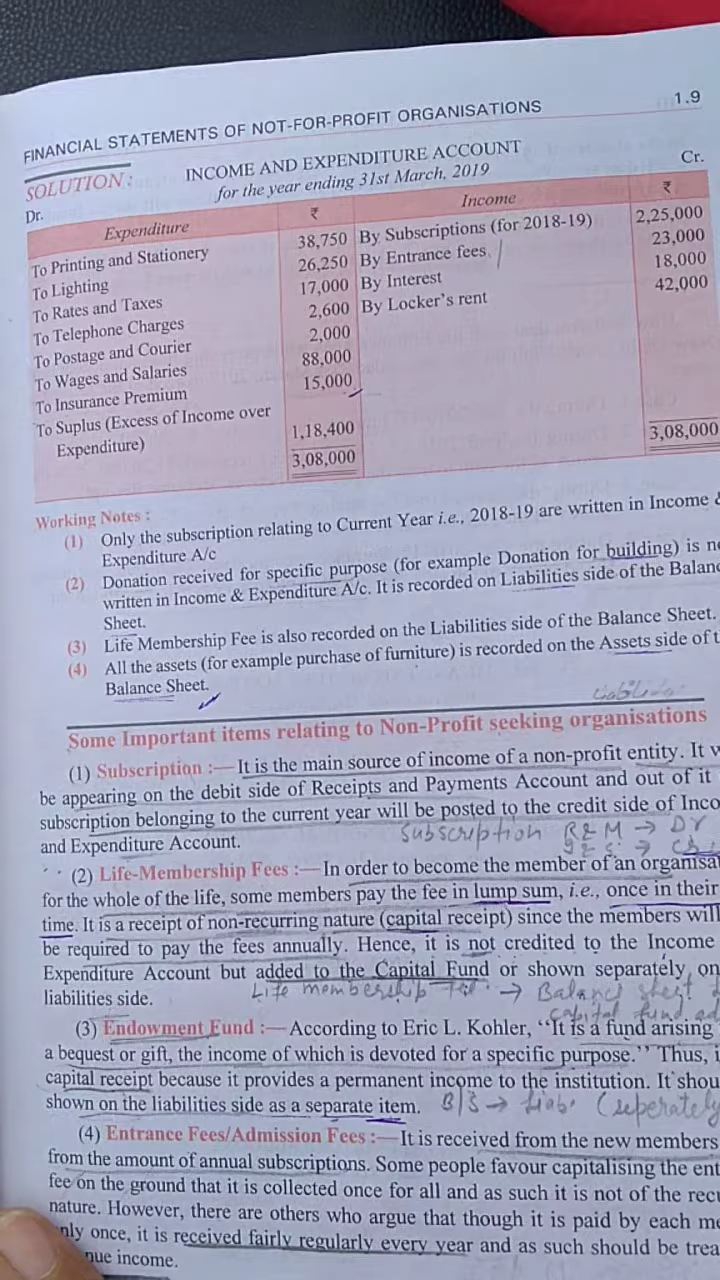 FINANCIAL STATEMENTS OF NOT-FOR-PROFIT ORGANISATIONS 1.9
SOLUTION : INCOME AND EXPENDITURE ACCOUNT
for the year ending 31st March, 2019
Dr. Cr.
Expenditure ₹ Income ₹
To Printing and Stationery 38,750 By Subscriptions (for 2018-19) 2,25,000
To Lighting 26,250 By Entrance fees 23,000
To Rates and Taxes 17,000 By Interest 18,000
To Telephone Charges 2,600 By Locker's rent 42,000
To Postage and Courier 2,000
To Wages and Salaries 88,000
To Insurance Premium 15,000
To Suplus (Excess of Income over
Expenditure) 1,18,400
3,08,000 3,08,000
Working Notes :
(1) Only the subscription relating to Current Year i.e., 2018-19 are written in Income &
Expenditure A/c
(2) Donation received for specific purpose (for example Donation for building) is
written in Income & Expenditure A/c. It is recorded on Liabilities side of the
Sheet.
(3) Life Membership Fee is also recorded on the Liabilities side of the Balance Sheet.
(4) All the assets (for example purchase of furniture) is recorded on the Assets side of
Balance Sheet.
Some Important items relating to Non-Profit seeking organisations
(1) Subscription :— It is the main source of income of a non-profit entity. It
be appearing on the debit side of Receipts and Payments Account and out of it
subscription belonging to the current year will be posted to the credit side of
and Expenditure Account.
Subscription R & M → Dr
(2) Life-Membership Fees :— In order to become the member of an
for the whole of the life, some members pay the fee in lump sum, i.e., once in their
time. It is a receipt of non-recurring nature (capital receipt) since the members will
be required to pay the fees annually. Hence, it is not credited to the Income
Expenditure Account but added to the Capital Fund or shown separately on
liabilities side.
Life membership → Balance sheet
capital fund
(3) Endowment Fund :— According to Eric L. Kohler, "It is a fund arising
a bequest or gift, the income of which is devoted for a specific purpose." Thus,
capital receipt because it provides a permanent income to the institution. It
shown on the liabilities side as a separate item. B/S → Liab. (seperately
(4) Entrance Fees/Admission Fees :— It is received from the new members
from the amount of annual subscriptions. Some people favour capitalising the
fee on the ground that it is collected once for all and as such it is not of the
nature. However, there are others who argue that though it is paid by each
only once, it is received fairly regularly every year and as such should be
income.